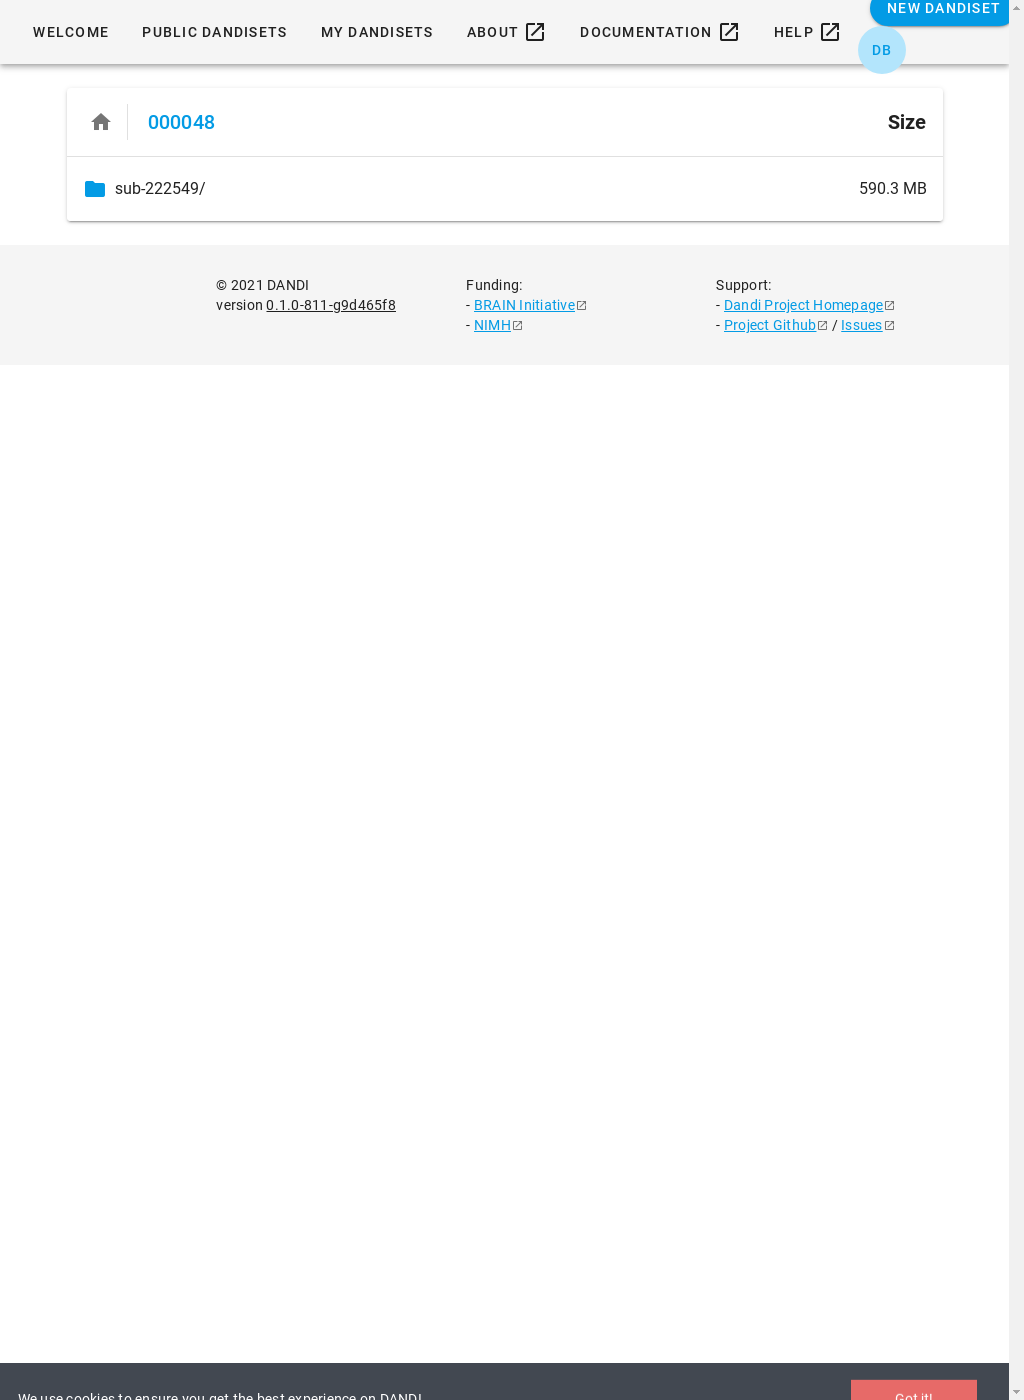 NEW DANDISET
WELCOME PUBLIC DANDISETS MY DANDISETS ABOUT DOCUMENTATION HELP
DB
000048 Size
sub-222549/ 590.3 MB
© 2021 DANDI
version 0.1.0-811-g9d465f8
Funding:
- BRAIN Initiative
- NIMH
Support:
- Dandi Project Homepage
- Project Github / Issues
We use cookies to ensure you get the best experience on DANDI.
Got it!